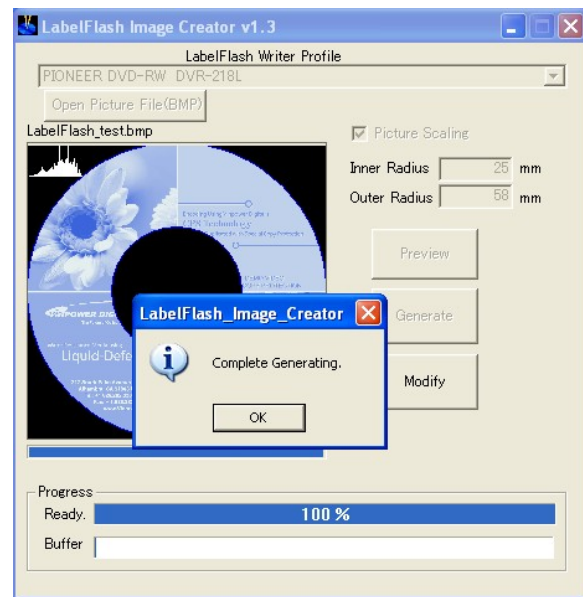 LabelFlash Image Creator v1.3
LabelFlash Writer Profile
PIONEER DVD-RW DVR-218L
Open Picture File(BMP)
LabelFlash_test.bmp
Picture Scaling
Inner Radius 25 mm
Outer Radius 58 mm
Preview
Generate
Modify
CPX Technology
Liquid-Defe
LabelFlash_Image_Creator
Complete Generating.
OK
Progress
Ready. 100 %
Buffer